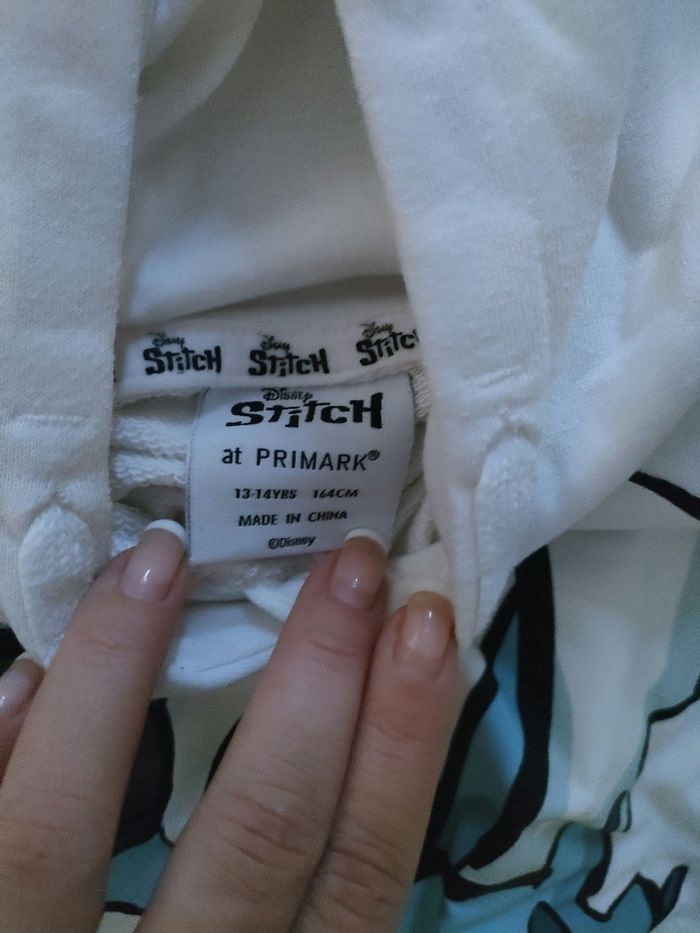 Disney Stitch Disney Stitch Disney Stitch
Disney
Stitch
at PRIMARK®
13-14YRS 164CM
MADE IN CHINA
©Disney